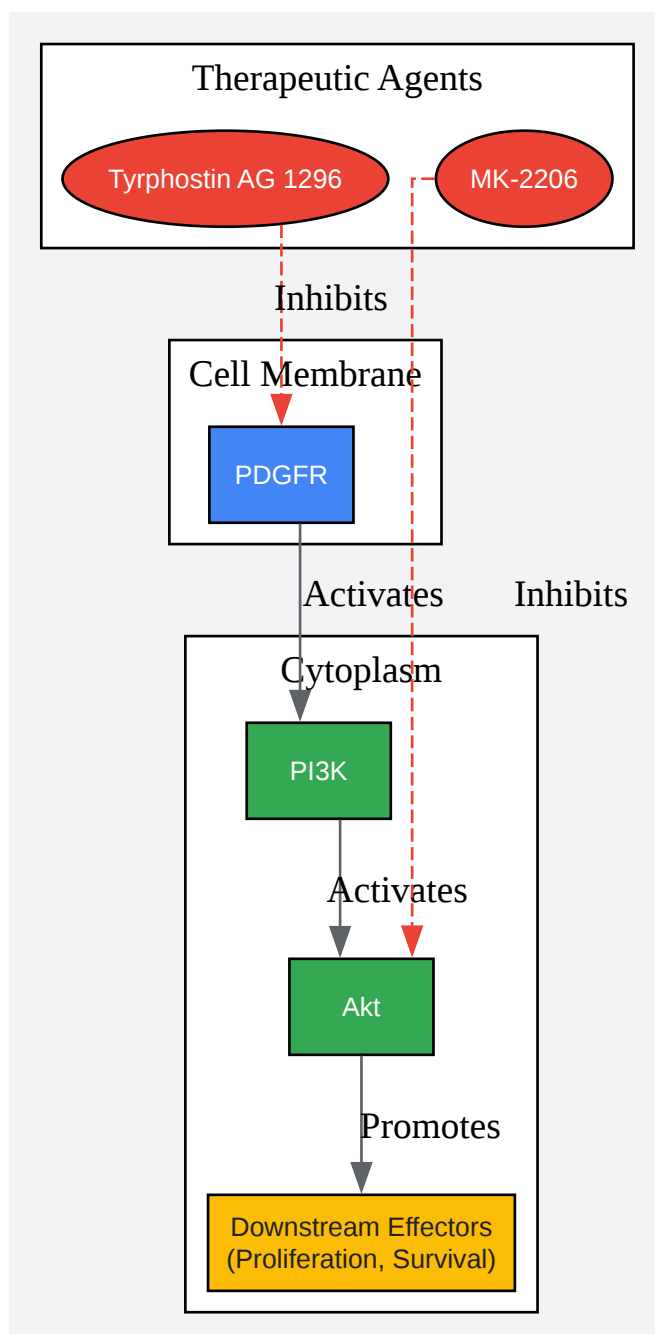 Therapeutic Agents
Tyrphostin AG 1296
MK-2206
Inhibits
Cell Membrane
PDGFR
Activates
Inhibits
Cytoplasm
PI3K
Activates
Akt
Promotes
Downstream Effectors
(Proliferation, Survival)